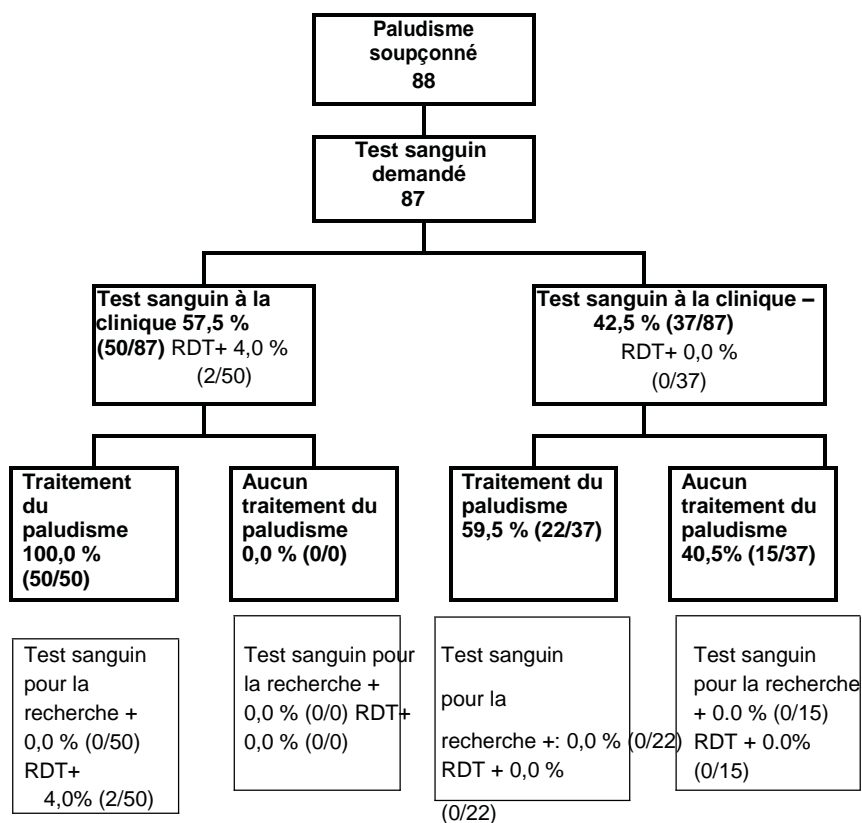 Paludisme
soupçonné
88
Test sanguin
demandé
87
Test sanguin à la
clinique 57,5 %
(50/87) RDT+ 4,0 %
(2/50)
Test sanguin à la clinique –
42,5 % (37/87)
RDT+ 0,0 %
(0/37)
Traitement
du
paludisme
100,0 %
(50/50)
Aucun
traitement du
paludisme
0,0 % (0/0)
Traitement du
paludisme
59,5 % (22/37)
Aucun
traitement du
paludisme
40,5% (15/37)
Test sanguin
pour la
recherche +
0,0 % (0/50)
RDT+
4,0% (2/50)
Test sanguin pour
la recherche +
0,0 % (0/0) RDT+
0,0 % (0/0)
Test sanguin
pour la
recherche +: 0,0 % (0/22)
RDT + 0,0 %
(0/22)
Test sanguin
pour la recherche
+ 0.0 % (0/15)
RDT + 0.0%
(0/15)